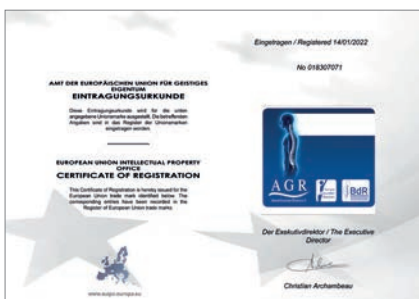 Eingetragen / Registered 14/01/2022
No 018307071
AMT DER EUROPÄISCHEN UNION FÜR GEISTIGES
EIGENTUM
EINTRAGUNGSURKUNDE
Diese Eintragungsurkunde wird für die unten
angegebene Unionsmarke ausgestellt. Die betreffenden
Angaben sind in das Register der Unionsmarken
eingetragen worden.
EUROPEAN UNION INTELLECTUAL PROPERTY
OFFICE
CERTIFICATE OF REGISTRATION
This Certificate of Registration is hereby issued for the
European Union trade mark identified below. The
corresponding entries have been recorded in the
Register of European Union trade marks.
www.euipo.europa.eu
AGR
BdR
Der Exekutivdirektor / The Executive
Director
Christian Archambeau